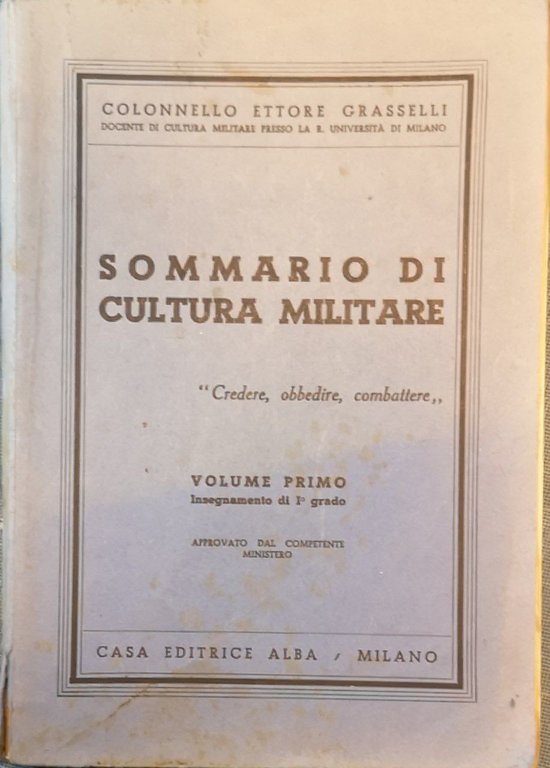 COLONNELLO ETTORE GRASSELLI
DOCENTE DI CULTURA MILITARE PRESSO LA R. UNIVERSITÀ DI MILANO
SOMMARIO DI
CULTURA MILITARE
“Credere, obbedire, combattere„
VOLUME PRIMO
Insegnamento di Iº grado
APPROVATO DAL COMPETENTE
MINISTERO
CASA EDITRICE ALBA / MILANO